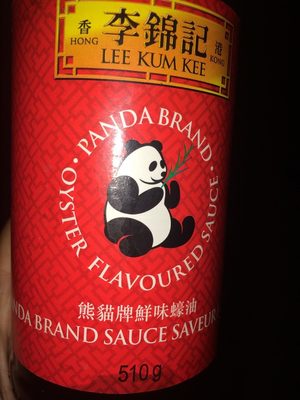 香 李錦記 港
HONG KONG
LEE KUM KEE
· PANDA BRAND ·
OYSTER FLAVOURED SAUCE
熊貓牌鮮味蠔油
BRAND SAUCE SAVEUR
510g